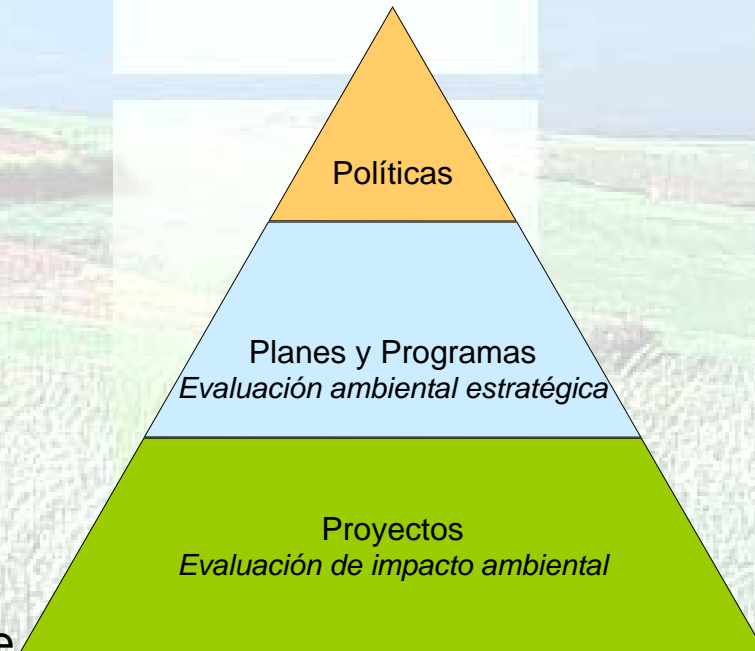 Políticas
Planes y Programas
Evaluación ambiental estratégica
Proyectos
Evaluación de impacto ambiental
e